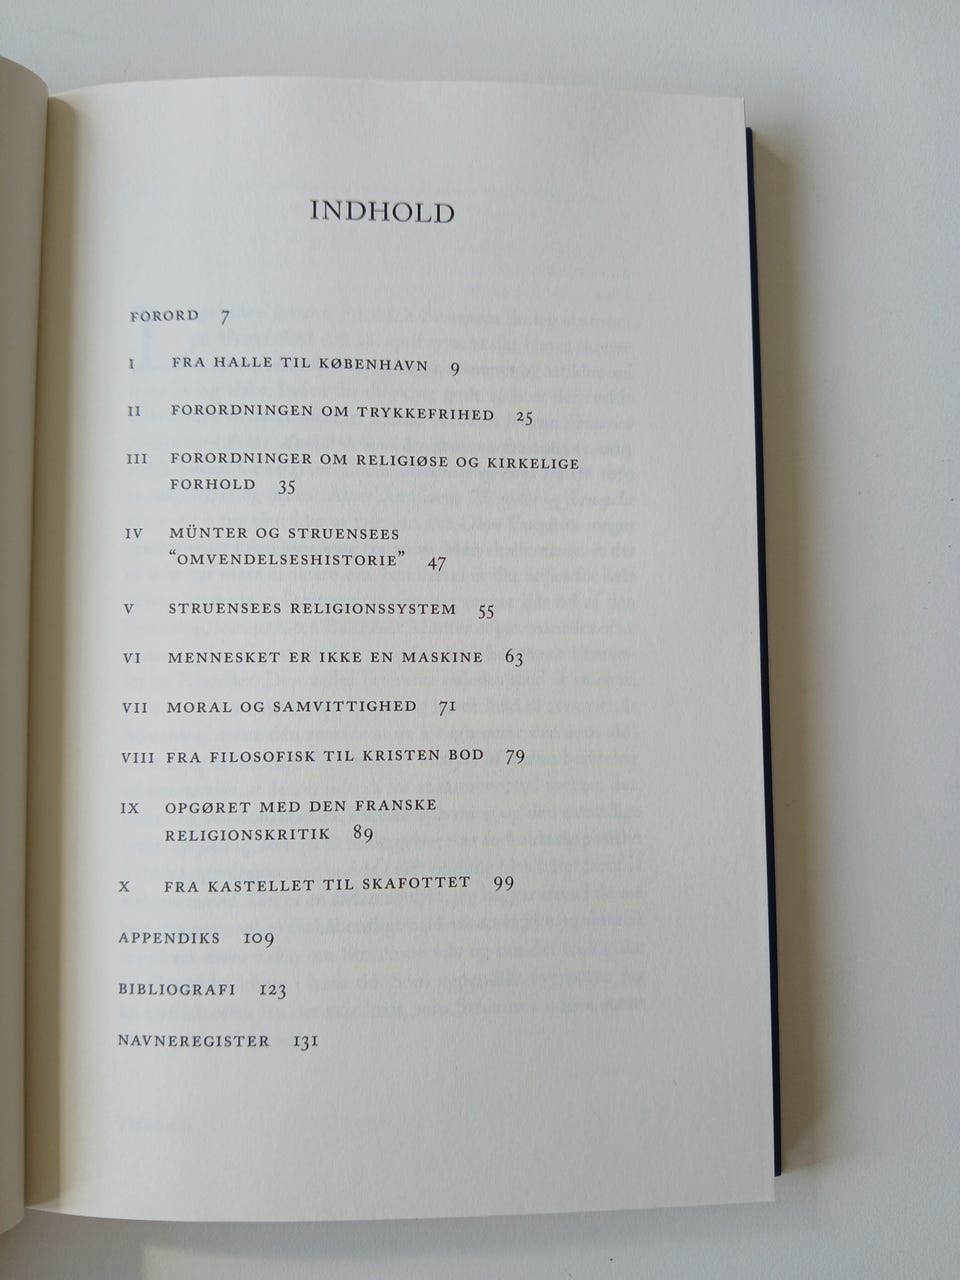 INDHOLD
FORORD 7
I FRA HALLE TIL KØBENHAVN 9
II FORORDNINGEN OM TRYKKEFRIHED 25
III FORORDNINGER OM RELIGIØSE OG KIRKELIGE
FORHOLD 35
IV MÜNTER OG STRUENSEES
“OMVENDELSESHISTORIE” 47
V STRUENSEES RELIGIONSSYSTEM 55
VI MENNESKET ER IKKE EN MASKINE 63
VII MORAL OG SAMVITTIGHED 71
VIII FRA FILOSOFISK TIL KRISTEN BOD 79
IX OPGØRET MED DEN FRANSKE
RELIGIONSKRITIK 89
X FRA KASTELLET TIL SKAFOTTET 99
APPENDIKS 109
BIBLIOGRAFI 123
NAVNEREGISTER 131